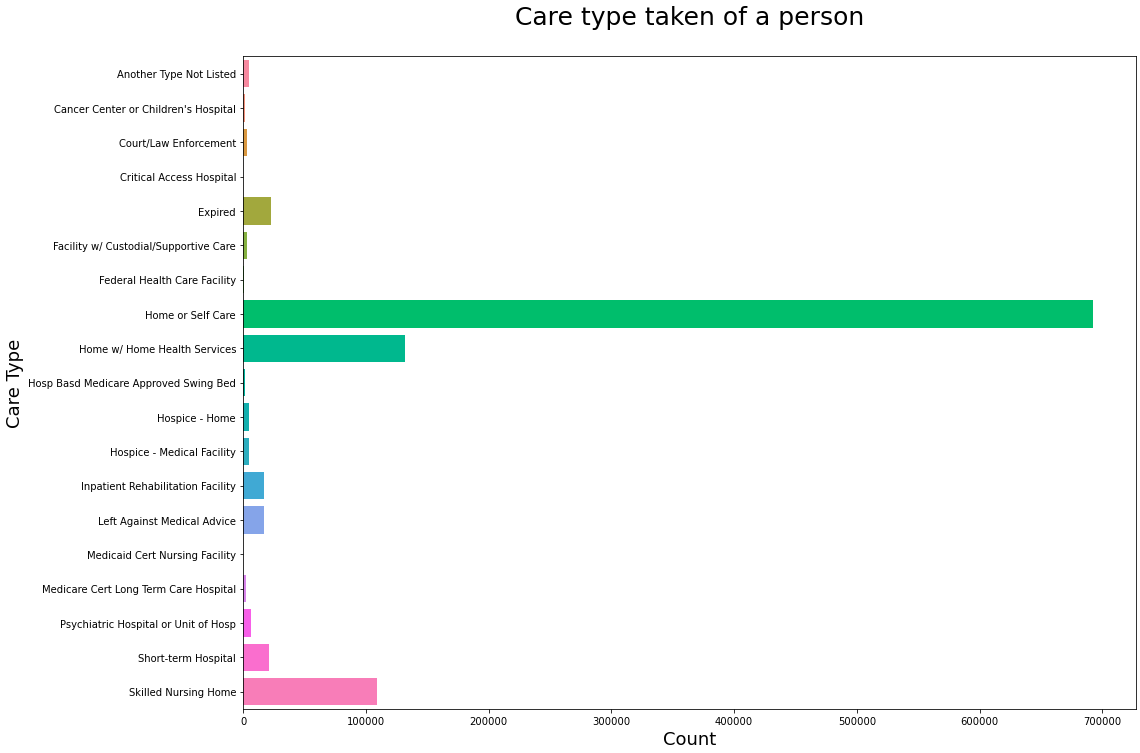 Care type taken of a person
Care Type
Another Type Not Listed
Cancer Center or Children's Hospital
Court/Law Enforcement
Critical Access Hospital
Expired
Facility w/ Custodial/Supportive Care
Federal Health Care Facility
Home or Self Care
Home w/ Home Health Services
Hosp Basd Medicare Approved Swing Bed
Hospice - Home
Hospice - Medical Facility
Inpatient Rehabilitation Facility
Left Against Medical Advice
Medicaid Cert Nursing Facility
Medicare Cert Long Term Care Hospital
Psychiatric Hospital or Unit of Hosp
Short-term Hospital
Skilled Nursing Home
0 100000 200000 300000 400000 500000 600000 700000
Count